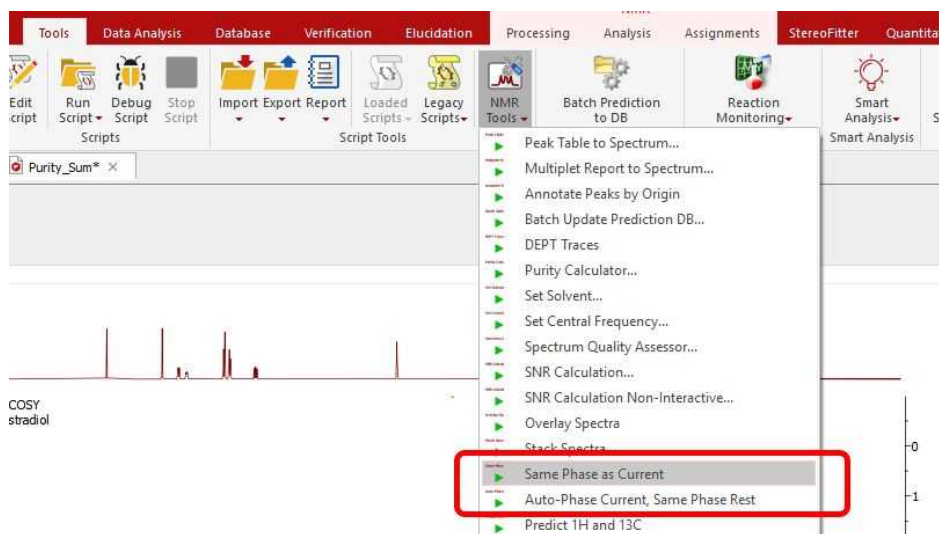 Tools Data Analysis Database Verification Elucidation Processing Analysis Assignments StereoFitter
Edit Run Debug Stop Import Export Report Loaded Legacy NMR Batch Prediction Reaction Smart
Script Script Script Scripts Scripts Tools to DB Monitoring Analysis
Scripts Script Tools Smart Analysis
Purity_Sum*
Peak Table to Spectrum...
Multiplet Report to Spectrum...
Annotate Peaks by Origin
Batch Update Prediction DB...
DEPT Traces
Purity Calculator...
Set Solvent...
Set Central Frequency...
Spectrum Quality Assessor...
SNR Calculation...
SNR Calculation Non-Interactive...
Overlay Spectra
COSY
estradiol
Stack Spectra
0
Same Phase as Current
Auto-Phase Current, Same Phase Rest
1
Predict 1H and 13C